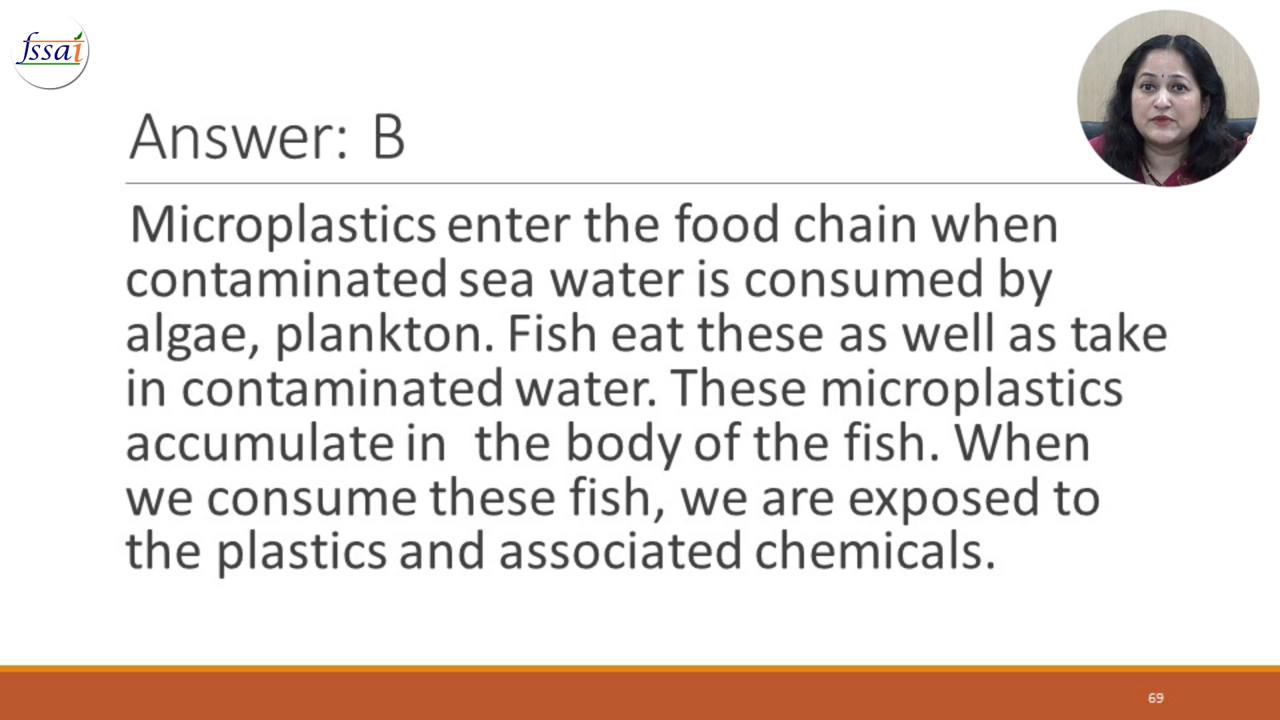 fssai
Answer: B
Microplastics enter the food chain when
contaminated sea water is consumed by
algae, plankton. Fish eat these as well as take
in contaminated water. These microplastics
accumulate in  the body of the fish. When
we consume these fish, we are exposed to
the plastics and associated chemicals.
69